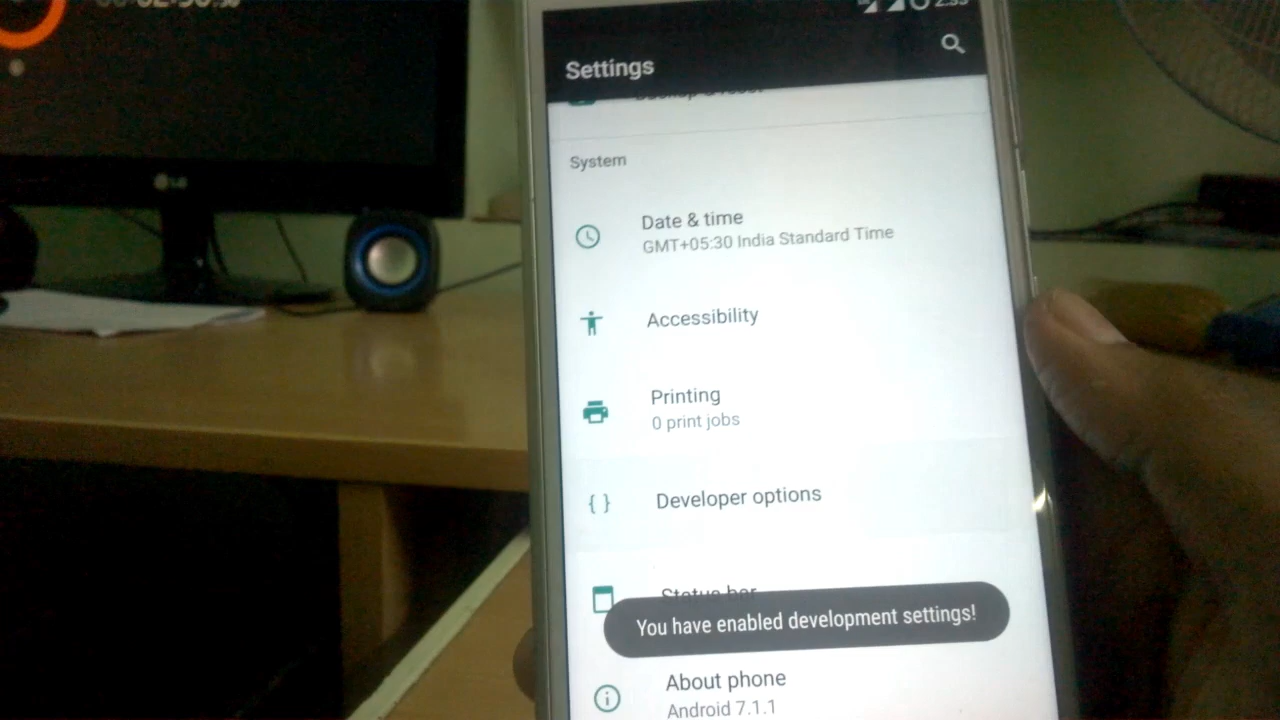 Settings
System
Date & time
GMT+05:30 India Standard Time
Accessibility
Printing
0 print jobs
{ }
Developer options
Status bar
You have enabled development settings!
About phone
Android 7.1.1
LG